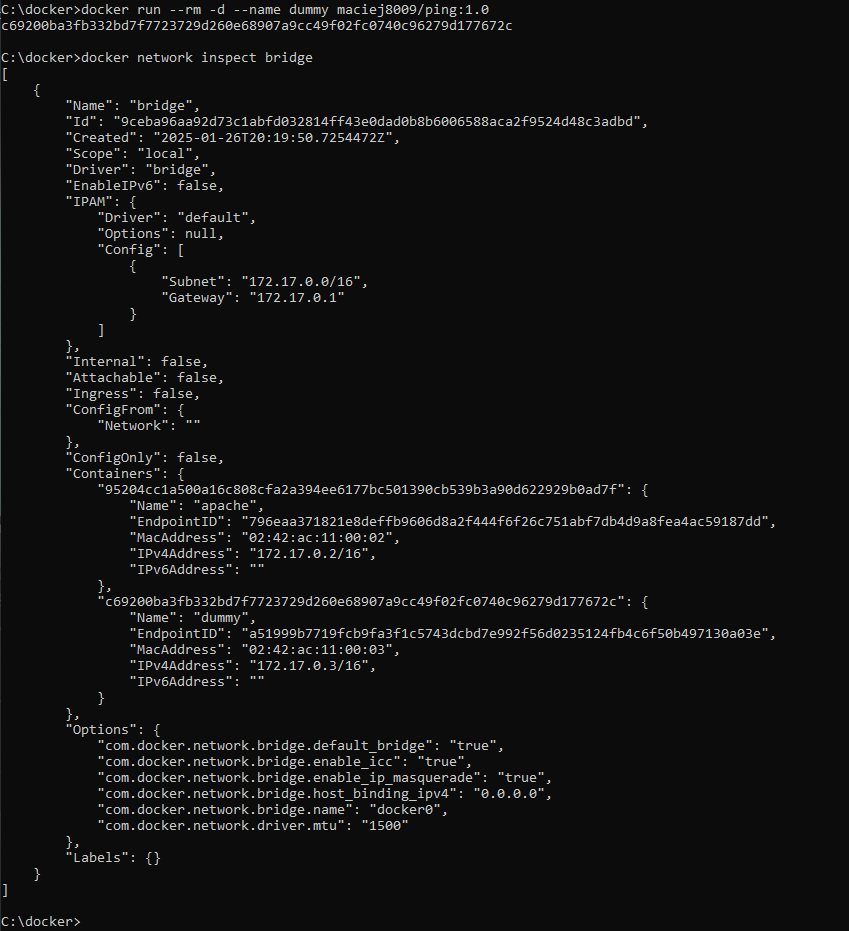 C:\docker>docker run --rm -d --name dummy maciej8009/ping:1.0
c69200ba3fb332bd7f7723729d260e68907a9cc49f02fc0740c96279d177672c
C:\docker>docker network inspect bridge
[
    {
        "Name": "bridge",
        "Id": "9ceba96aa92d73c1abfd032814ff43e0dad0b8b6006588aca2f9524d48c3adbd",
        "Created": "2025-01-26T20:19:50.7254472Z",
        "Scope": "local",
        "Driver": "bridge",
        "EnableIPv6": false,
        "IPAM": {
            "Driver": "default",
            "Options": null,
            "Config": [
                {
                    "Subnet": "172.17.0.0/16",
                    "Gateway": "172.17.0.1"
                }
            ]
        },
        "Internal": false,
        "Attachable": false,
        "Ingress": false,
        "ConfigFrom": {
            "Network": ""
        },
        "ConfigOnly": false,
        "Containers": {
            "95204cc1a500a16c808cfa2a394ee6177bc501390cb539b3a90d622929b0ad7f": {
                "Name": "apache",
                "EndpointID": "796eaa371821e8deffb9606d8a2f444f6f26c751abf7db4d9a8fea4ac59187dd",
                "MacAddress": "02:42:ac:11:00:02",
                "IPv4Address": "172.17.0.2/16",
                "IPv6Address": ""
            },
            "c69200ba3fb332bd7f7723729d260e68907a9cc49f02fc0740c96279d177672c": {
                "Name": "dummy",
                "EndpointID": "a51999b7719fcb9fa3f1c5743dcbd7e992f56d0235124fb4c6f50b497130a03e",
                "MacAddress": "02:42:ac:11:00:03",
                "IPv4Address": "172.17.0.3/16",
                "IPv6Address": ""
            }
        },
        "Options": {
            "com.docker.network.bridge.default_bridge": "true",
            "com.docker.network.bridge.enable_icc": "true",
            "com.docker.network.bridge.enable_ip_masquerade": "true",
            "com.docker.network.bridge.host_binding_ipv4": "0.0.0.0",
            "com.docker.network.bridge.name": "docker0",
            "com.docker.network.driver.mtu": "1500"
        },
        "Labels": {}
    }
]
C:\docker>